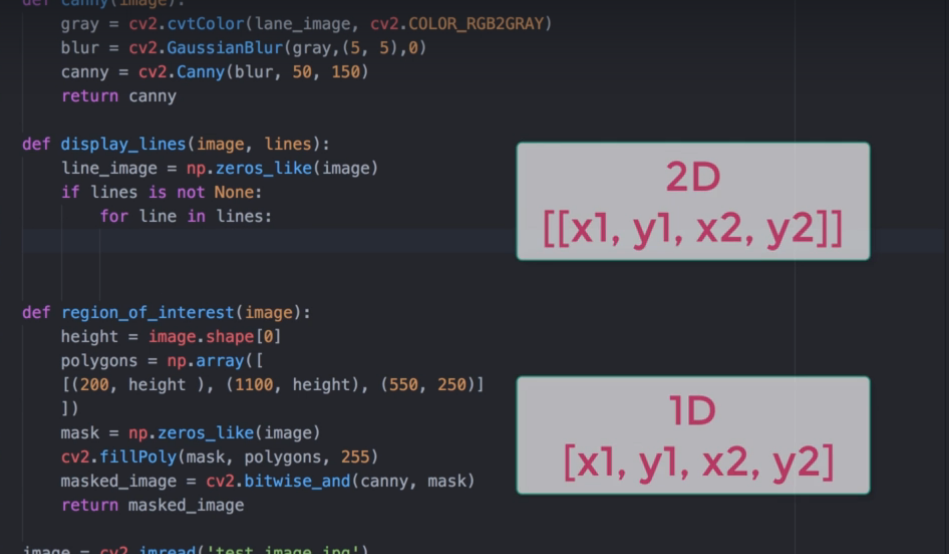 def canny(image):
    gray = cv2.cvtColor(lane_image, cv2.COLOR_RGB2GRAY)
    blur = cv2.GaussianBlur(gray,(5, 5),0)
    canny = cv2.Canny(blur, 50, 150)
    return canny
def display_lines(image, lines):
    line_image = np.zeros_like(image)
    if lines is not None:
        for line in lines:
2D
[[x1, y1, x2, y2]]
def region_of_interest(image):
    height = image.shape[0]
    polygons = np.array([
    [(200, height ), (1100, height), (550, 250)]
    ])
    mask = np.zeros_like(image)
    cv2.fillPoly(mask, polygons, 255)
    masked_image = cv2.bitwise_and(canny, mask)
    return masked_image
1D
[x1, y1, x2, y2]
image = cv2.imread('test_image.jpg')